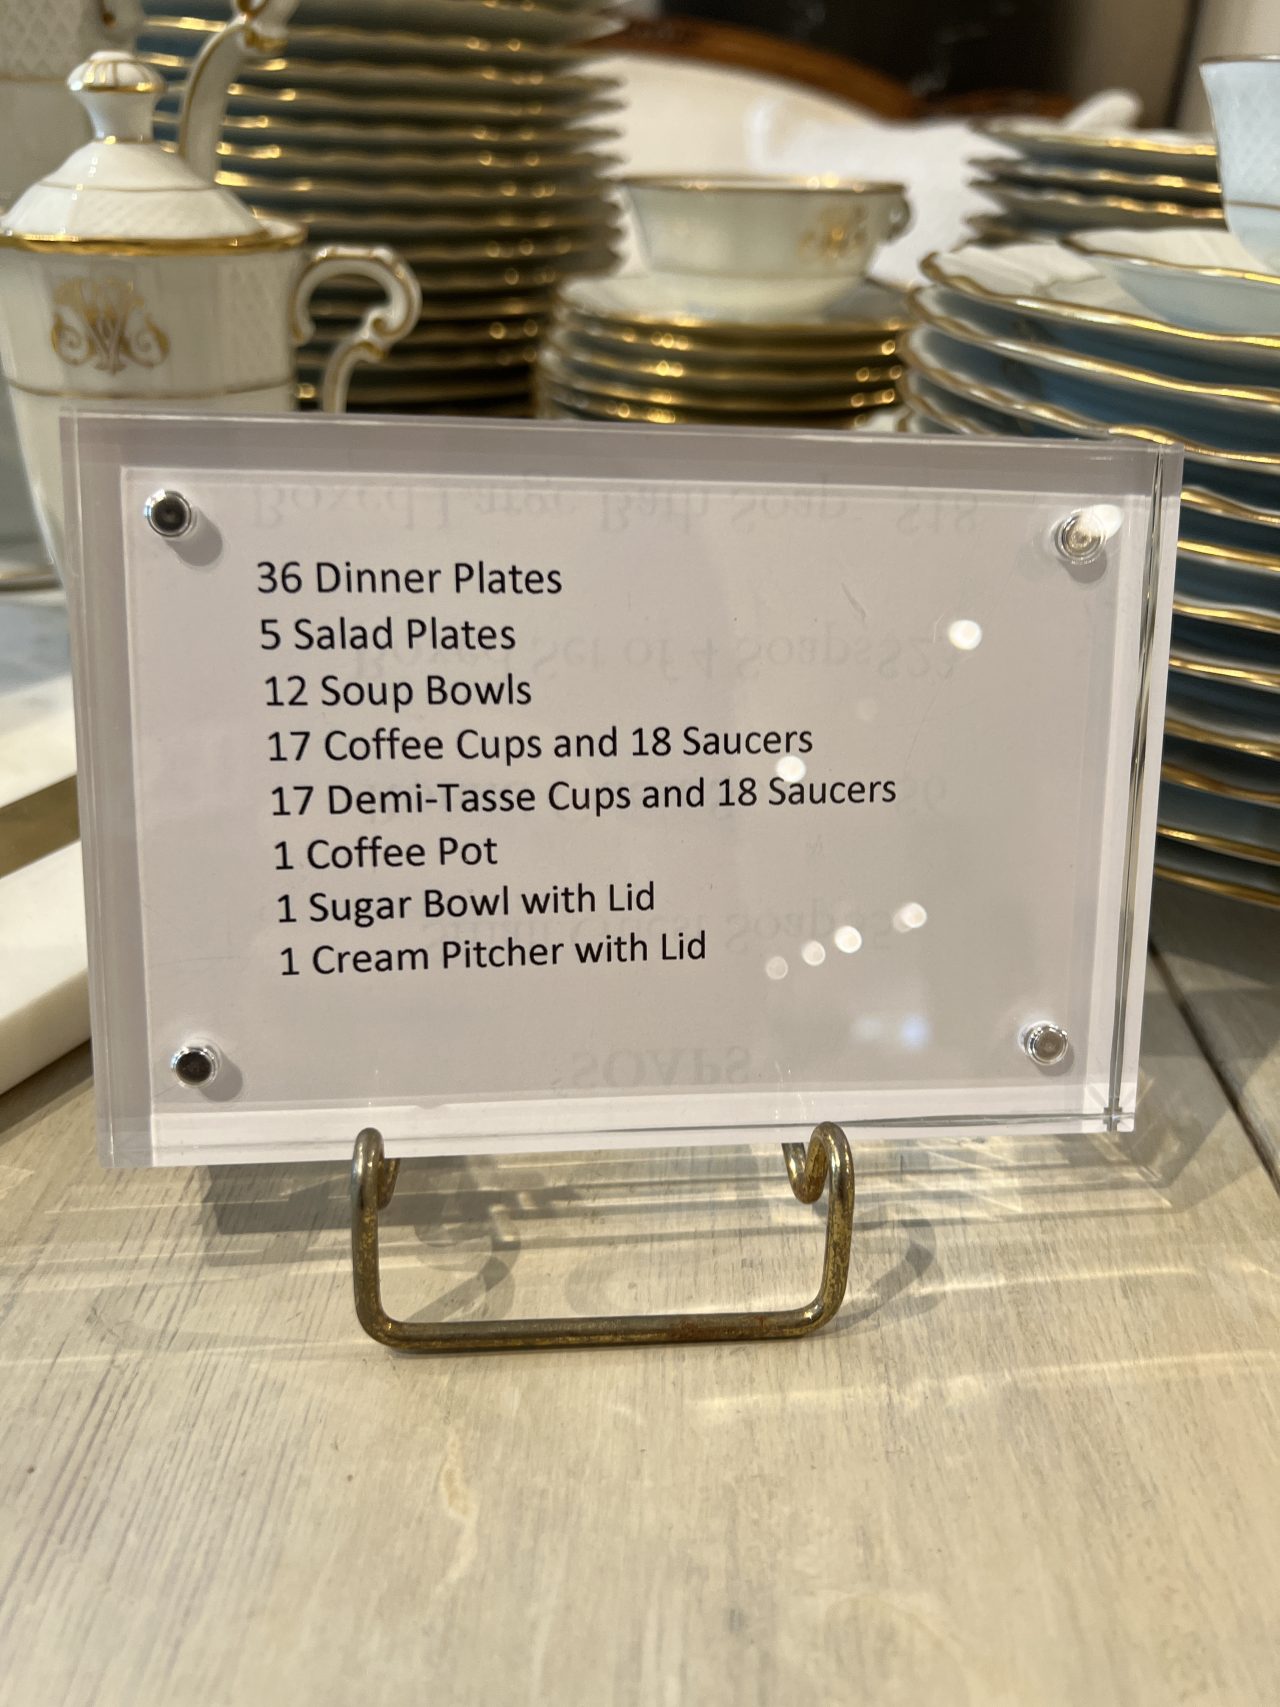 36 Dinner Plates
5 Salad Plates
12 Soup Bowls
17 Coffee Cups and 18 Saucers
17 Demi-Tasse Cups and 18 Saucers
1 Coffee Pot
1 Sugar Bowl with Lid
1 Cream Pitcher with Lid